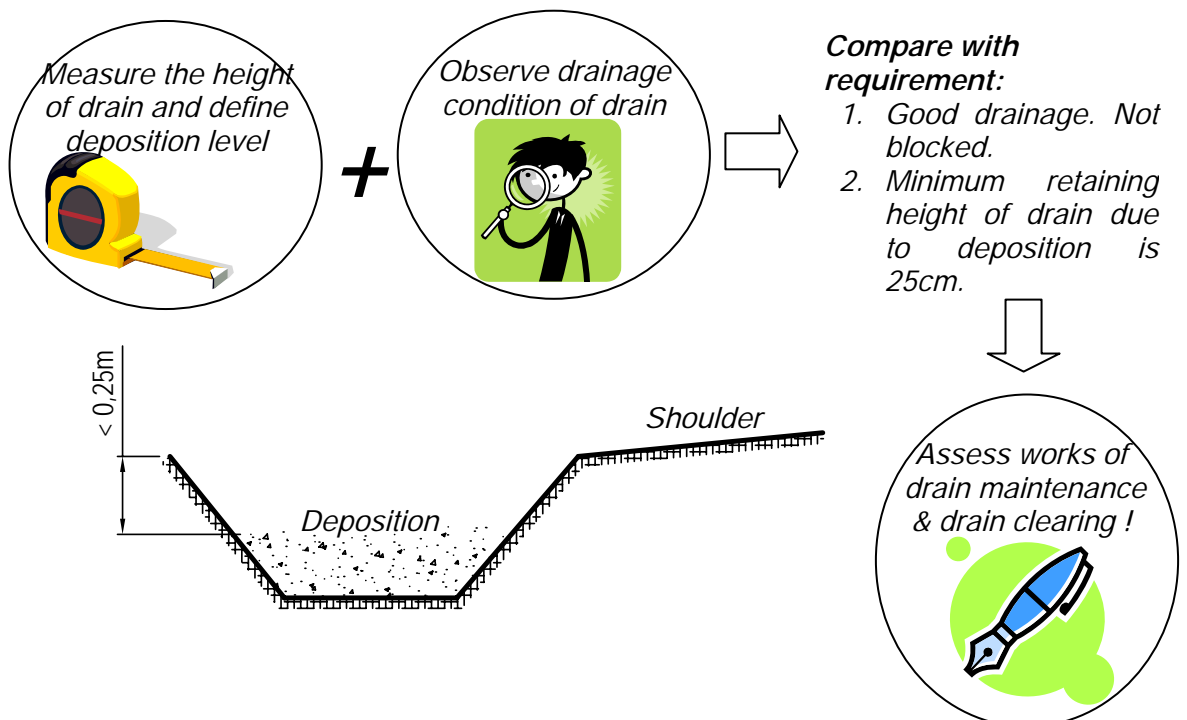 Measure the height
of drain and define
deposition level
+
Observe drainage
condition of drain
Compare with
requirement:
1. Good drainage. Not
blocked.
2. Minimum retaining
height of drain due
to deposition is
25cm.
< 0,25m
Shoulder
Deposition
Assess works of
drain maintenance
& drain clearing !